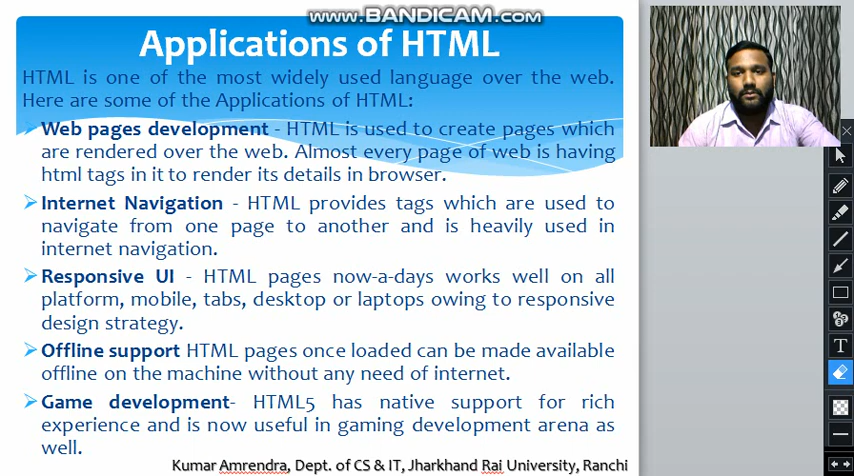 www.BANDICAM.com
Applications of HTML
HTML is one of the most widely used language over the web.
Here are some of the Applications of HTML:
Web pages development - HTML is used to create pages which
are rendered over the web. Almost every page of web is having
html tags in it to render its details in browser.
Internet Navigation - HTML provides tags which are used to
navigate from one page to another and is heavily used in
internet navigation.
Responsive UI - HTML pages now-a-days works well on all
platform, mobile, tabs, desktop or laptops owing to responsive
design strategy.
Offline support HTML pages once loaded can be made available
offline on the machine without any need of internet.
Game development- HTML5 has native support for rich
experience and is now useful in gaming development arena as
well.
Kumar Amrendra, Dept. of CS & IT, Jharkhand Rai University, Ranchi